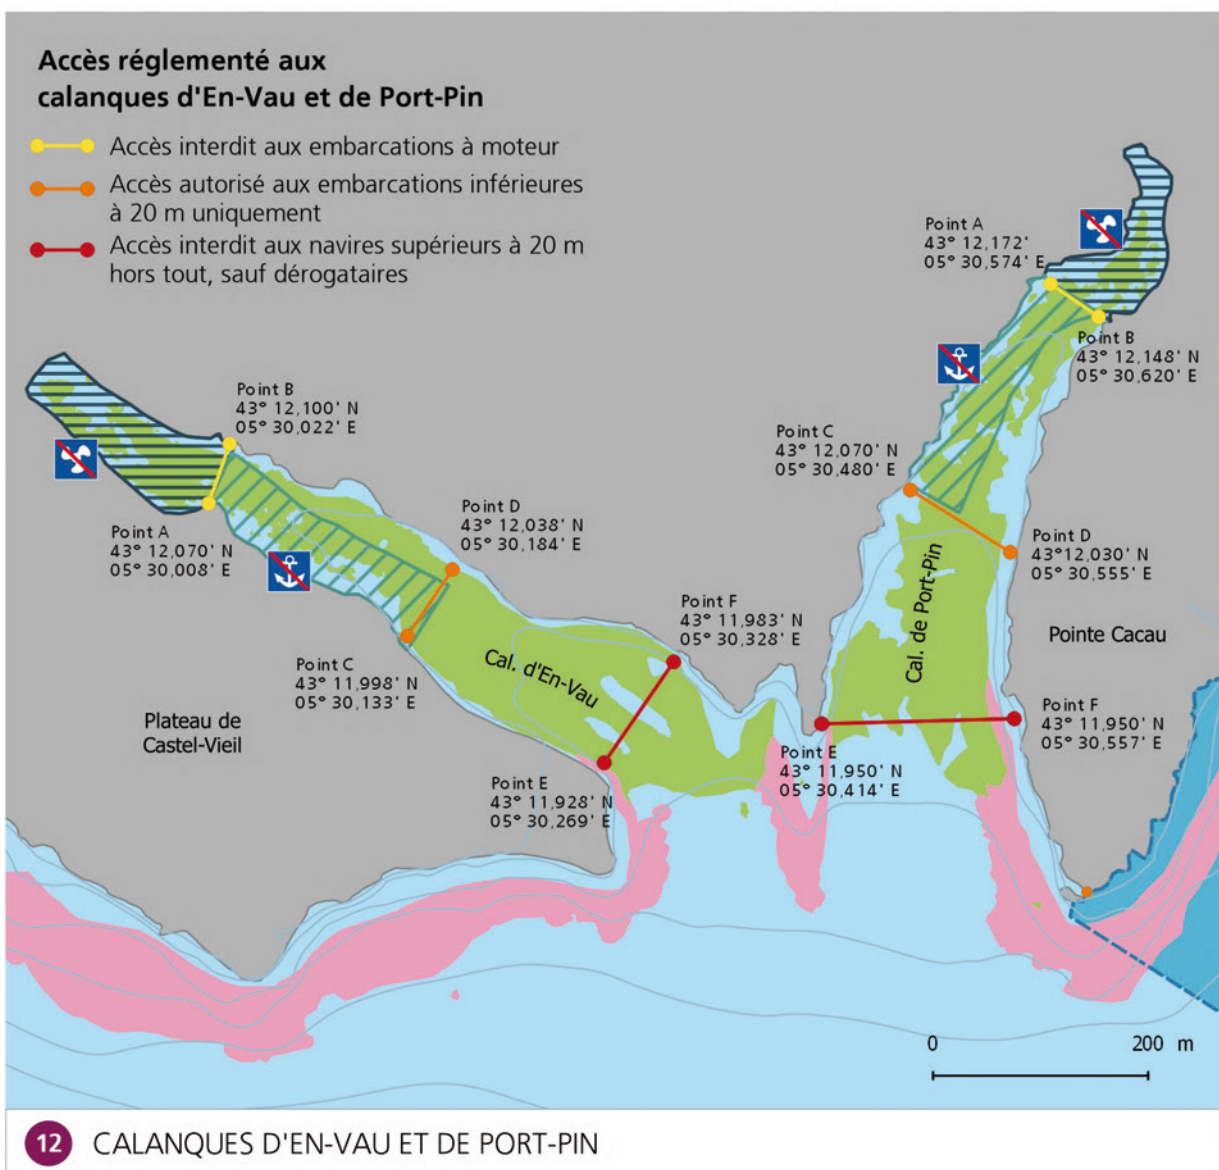 Accès réglementé aux
calanques d'En-Vau et de Port-Pin
Accès interdit aux embarcations à moteur
Accès autorisé aux embarcations inférieures
à 20 m uniquement
Accès interdit aux navires supérieurs à 20 m
hors tout, sauf dérogataires
Point A
43° 12,172'
05° 30,574' E
Point B
43° 12,148' N
05° 30,620' E
Point B
43° 12,100' N
05° 30,022' E
Point C
43° 12,070' N
05° 30,480' E
Point D
43° 12,038' N
05° 30,184' E
Point A
43° 12,070' N
05° 30,008' E
Point D
43°12,030' N
05° 30,555' E
Cal. de Port-Pin
Point F
43° 11,983' N
05° 30,328' E
Pointe Cacau
Cal. d'En-Vau
Point C
43° 11,998' N
05° 30,133' E
Plateau de
Castel-Vieil
Point F
43° 11,950' N
05° 30,557' E
Point E
43° 11,950' N
05° 30,414' E
Point E
43° 11,928' N
05° 30,269' E
0 200 m
12 CALANQUES D'EN-VAU ET DE PORT-PIN